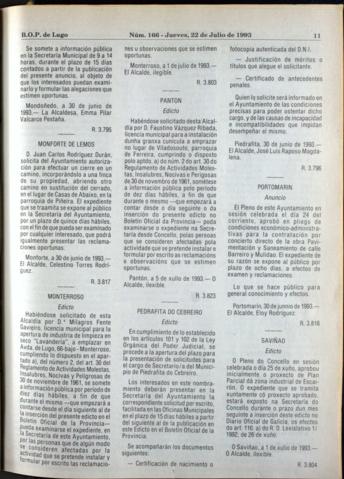 B.O.P. de Lugo
Núm. 166 - Jueves, 22 de Julio de 1993
11
Se somete a información pública
en la Secretaría Municipal de 9 a 14
horas, durante el plazo de 15 días
contados a partir de la publicación
del presente anuncio, al objeto de
que los interesados puedan exami-
narlo y formular las alegaciones que
estimen oportunas.
Mondoñedo, a 30 de junio de
1993.— La Alcaldesa, Emma Pilar
Valcarce Pestaña.
R. 3.795
MONFORTE DE LEMOS
D. Juan Carlos Rodríguez Durán,
solicita del Ayuntamiento autoriza-
ción para efectuar un cierre en un
camino, incorporándolo a una finca
de su propiedad, abriendo otro
camino en sustitución del cerrado,
en el lugar de Casas de Abaixo, en la
parroquia de Piñeira. El expediente
que se tramita se expone al público
en la Secretaría del Ayuntamiento,
por un plazo de quince días hábiles,
con el fin de que pueda ser examinado
por cualquier interesado, que podrá
igualmente presentar las reclama-
ciones oportunas.
Monforte, a 30 de junio de 1993.—
El Alcalde, Celestino Torres Rodrí-
guez.
R. 3.817
MONTERROSO
Edicto
Habiéndose solicitado de esta
Alcaldía por D.ª Milagros Fente
Gavieiro, licencia municipal para la
apertura de industria de limpieza en
seco "Lavandería", a emplazar en
Avda. de Lugo, 66-bajo - Monterroso,
cumpliendo lo dispuesto en el apar-
tado a), del número 2, del art. 30 del
Reglamento de Actividades Molestas,
Insalubres, Nocivas y Peligrosas de
30 de noviembre de 1961, se somete
a información pública por período de
diez días hábiles, a fin de que
durante el mismo —que empezará a
contarse desde el día siguiente al de
la inserción del presente edicto en el
Boletín Oficial de la Provincia—
pueda examinarse el expediente, en
la Secretaría de este Ayuntamiento,
por las personas que de algún modo
se consideren afectadas por la
actividad que se pretende instalar y
formular por escrito las reclamacio-
nes u observaciones que se estimen
oportunas.
Monterroso, a 1 de julio de 1993.—
El Alcalde, ilegible.
R. 3.803
PANTON
Edicto
Habéndose solicitado desta Alcal-
día por D. Faustino Vázquez Ribada,
licencia municipal para a instalación
dunha granxa cunícola a emprazar
no lugar de Viladosouto, parroquia
de Ferreira, cumprindo o disposto
polo aptdo. a) do núm. 2 do art. 30 do
Regulamento de Actividades Moles-
tas, Insalubres, Nocivas e Perigosas
de 30 de novembro de 1961, sométese
a información pública polo período
de dez días hábiles, a fin de que
durante o mesmo —que empezará a
contar desde o día seguinte ó da
inserción do presente edicto no
Boletín Oficial da Provincia— poda
examinarse o expediente na Secre-
taría deste Concello, polas persoas
que se consideren afectadas pola
actividade que se pretende instalar e
formular por escrito as reclamacións
e observacións que se estimen
oportunas.
Pantón, a 5 de xullo de 1993.— O
Alcalde, ilexible.
R. 3.823
PEDRAFITA DO CEBREIRO
Edicto
En cumplimiento de lo establecido
en los artículos 101 y 102 de la Ley
Orgánica del Poder Judicial, se
procede a la apertura del plazo para
la presentación de solicitudes para
el cargo de Secretario/a del Munici-
pio de Piedrafita do Cebreiro.
Los interesados en este nombra-
miento deberán presentar en la
Secretaría del Ayuntamiento la
correspondiente solicitud por escrito,
facilitada en las Oficinas Municipales
en el plazo de 15 días hábiles a partir
del siguiente al de la publicación en
este Edicto en el Boletín Oficial de la
Provincia.
Se acompañarán los documentos
siguientes:
— Certificación de nacimiento o
fotocopia autenticada del D.N.I.
— Justificación de méritos o
títulos que alegue el solicitante.
— Certificado de antecedentes
penales.
Quien lo solicite será informado en
el Ayuntamiento de las condiciones
precisas para poder ostentar dicho
cargo, y de las causas de incapacidad
e incompatibilidades que impidan
desempeñar el mismo.
Piedrafita, 30 de junio de 1993.—
El Alcalde, José Luis Raposo Magda-
lena.
R. 3.796
PORTOMARIN
Anuncio
El Pleno de este Ayuntamiento en
sesión celebrada el día 24 del
corriente, aprobó en pliego de
condiciones económico-administra-
tivas para la contratación por
concierto directo de la obra Pavi-
mentación y Saneamiento de calle
Barreiro y Mulidao. El expediente de
su razón se expone al público por
plazo de ocho días, a efectos de
examen y reclamaciones.
Lo que se hace público para
general conocimiento y efectos.
Portomarín, 30 de junio de 1993.—
El Alcalde, Eloy Rodríguez.
R. 3.818
SAVIÑAO
Edicto
O Pleno do Concello en sesión
celebrada o día 25 de xuño, aprobou
inicialmente o proxecto de Plan
Parcial da zona industrial de Escai-
rón. O expediente que se tramita
xuntamente có proxecto aprobado,
estará exposto na Secretaría do
Concello durante o prazo dun mes
seguinte a inserción deste edicto no
Diario Oficial de Galicia, ós efectos
do art. 116. a) do R. D. Lexislativo 1/
1992, de 26 de xuño.
O Saviñao, a 1 de xullo de 1993.—
O Alcalde, ilexible.
R. 3.804